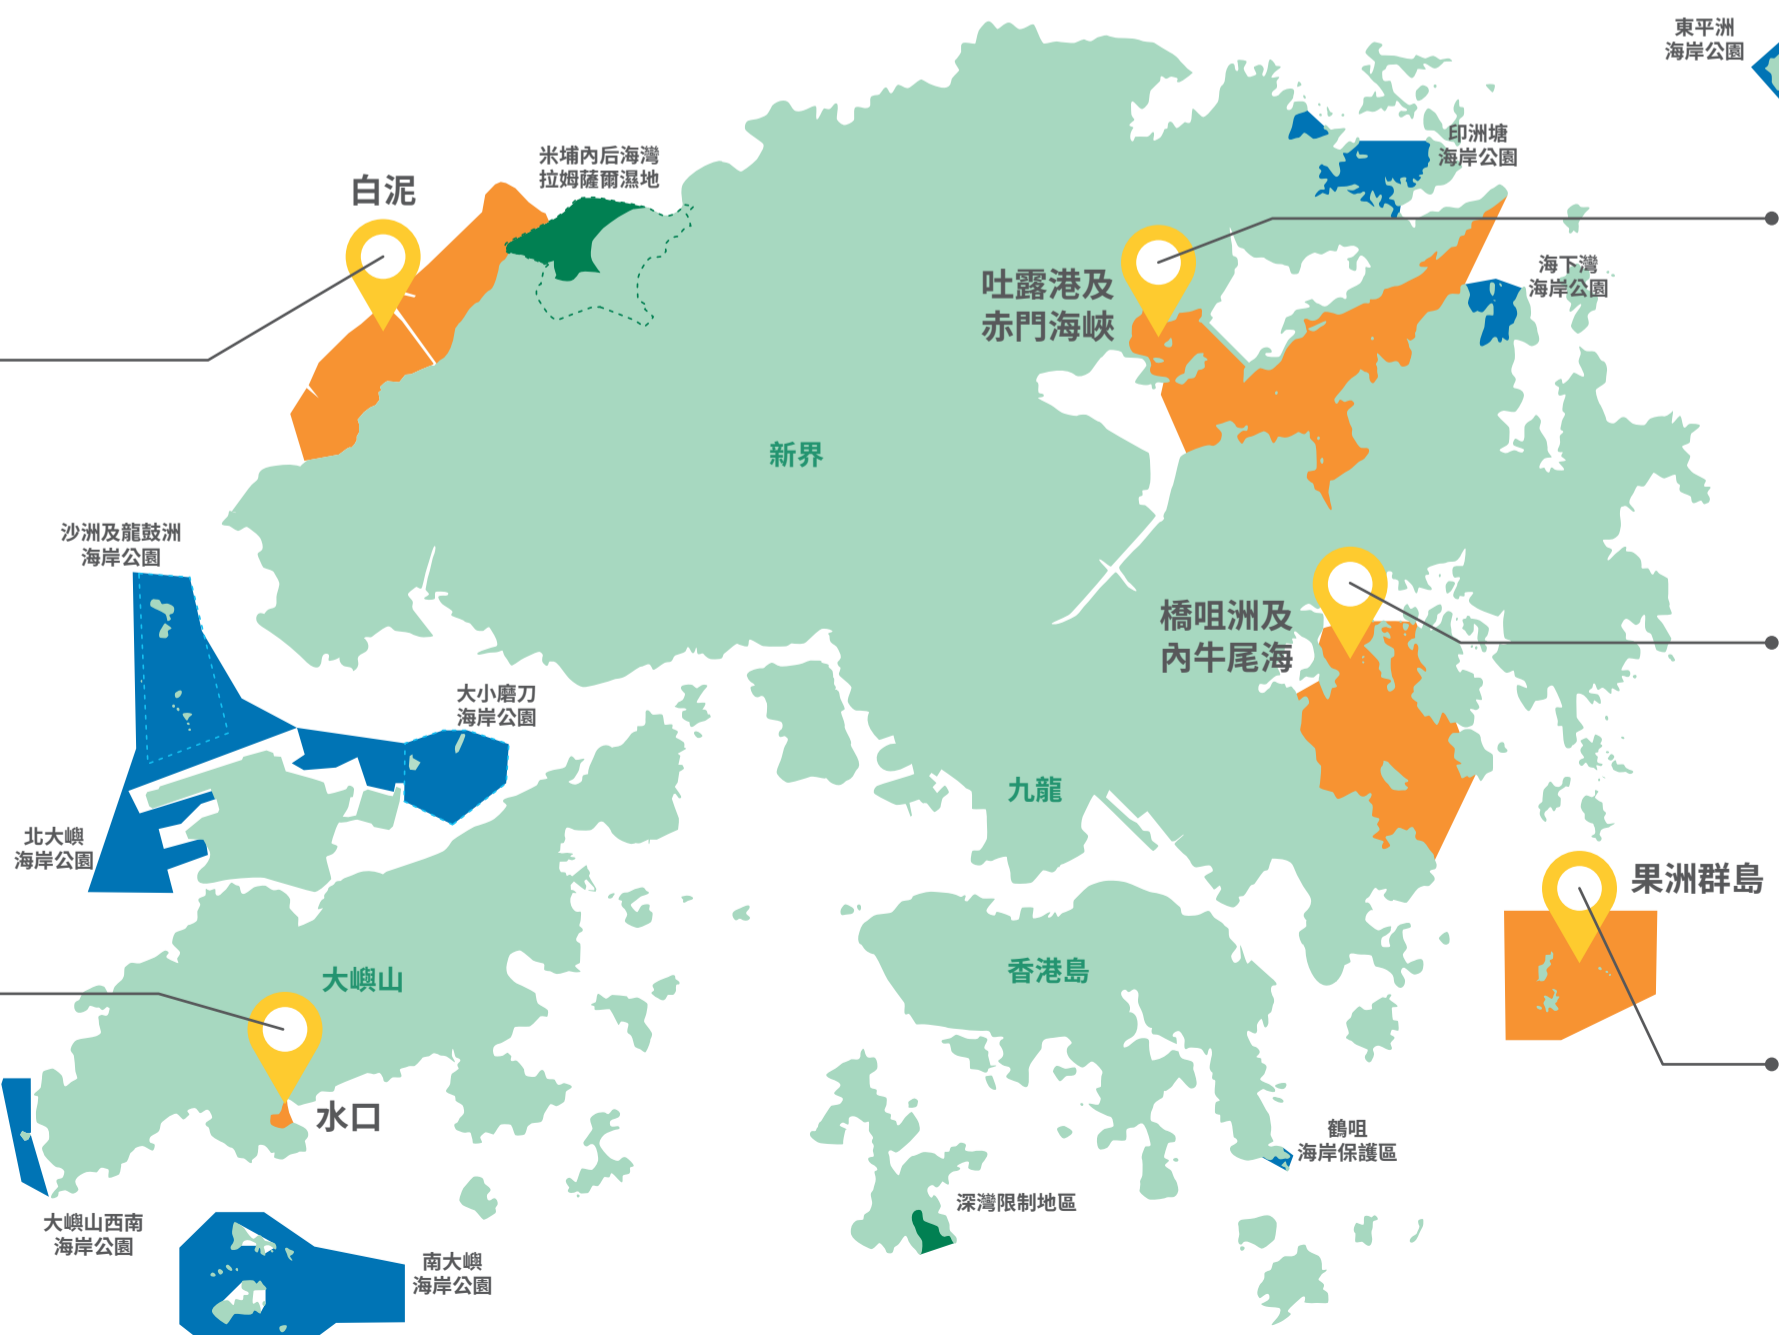 東平洲
海岸公園
印洲塘
海岸公園
米埔內后海灣
拉姆薩爾濕地
白泥
吐露港及
赤門海峽
海下灣
海岸公園
新界
沙洲及龍鼓洲
海岸公園
橋咀洲及
內牛尾海
大小磨刀
海岸公園
九龍
北大嶼
海岸公園
果洲群島
大嶼山
香港島
水口
鶴咀
海岸保護區
深灣限制地區
大嶼山西南
海岸公園
南大嶼
海岸公園